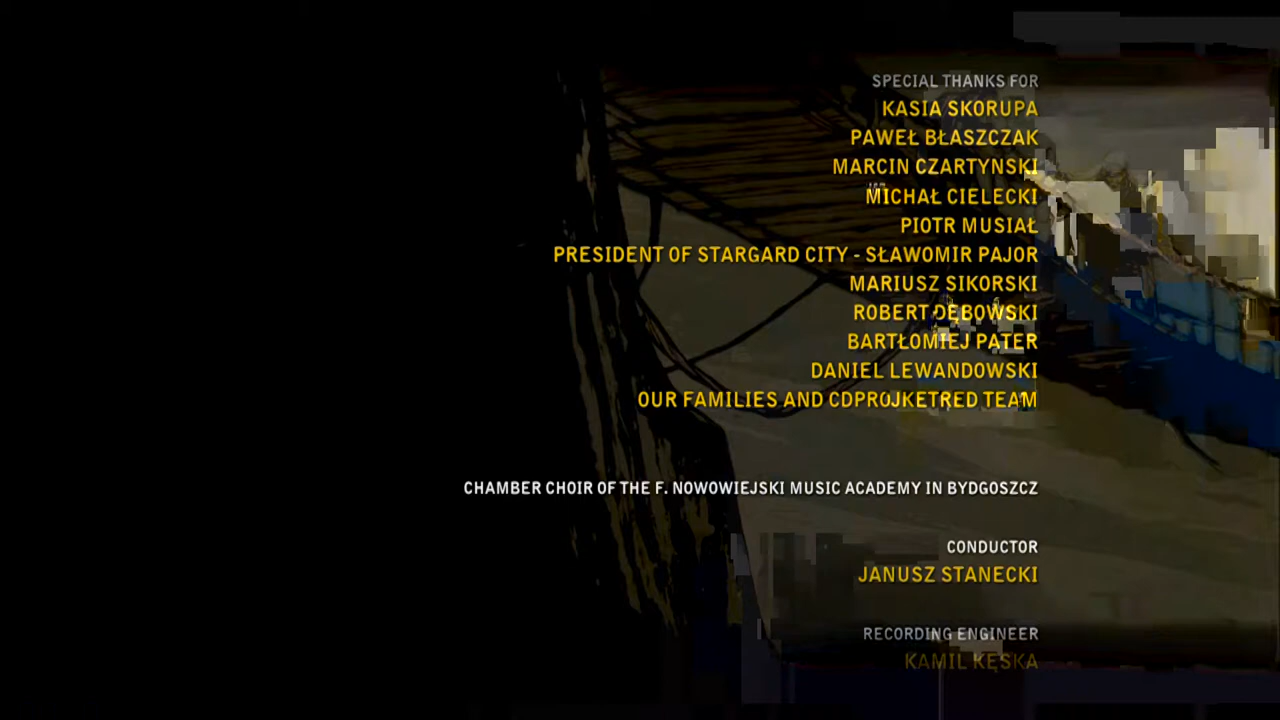 SPECIAL THANKS FOR
KASIA SKORUPA
PAWEŁ BŁASZCZAK
MARCIN CZARTYNSKI
MICHAŁ CIELECKI
PIOTR MUSIAŁ
PRESIDENT OF STARGARD CITY - SŁAWOMIR PAJOR
MARIUSZ SIKORSKI
ROBERT DĘBOWSKI
BARTŁOMIEJ PATER
DANIEL LEWANDOWSKI
OUR FAMILIES AND CDPROJKETRED TEAM
CHAMBER CHOIR OF THE F. NOWOWIEJSKI MUSIC ACADEMY IN BYDGOSZCZ
CONDUCTOR
JANUSZ STANECKI
RECORDING ENGINEER
KAMIL KĘSKA